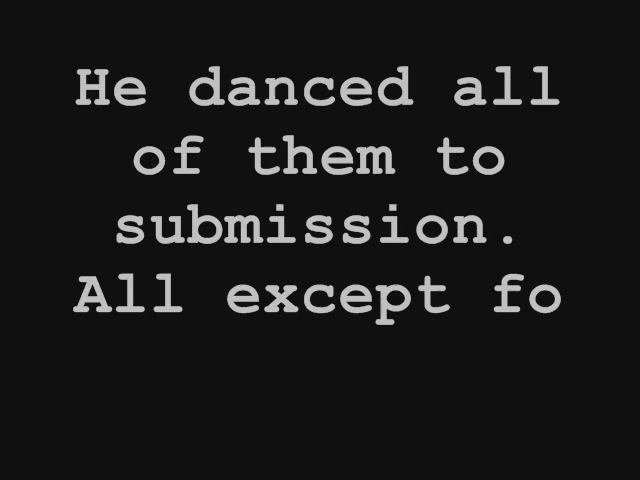 He danced all
of them to
submission.
All except fo